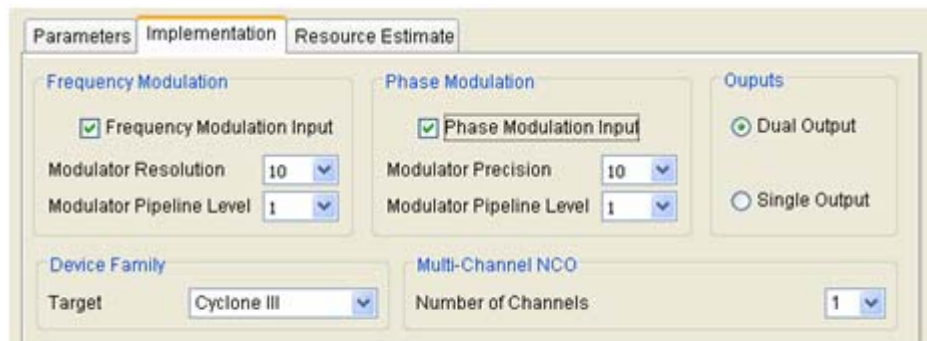 Parameters Implementation Resource Estimate
Frequency Modulation Phase Modulation Ouputs
Frequency Modulation Input Phase Modulation Input Dual Output
Modulator Resolution 10 Modulator Precision 10
Modulator Pipeline Level 1 Modulator Pipeline Level 1 Single Output
Device Family Multi-Channel NCO
Target Cyclone III Number of Channels 1